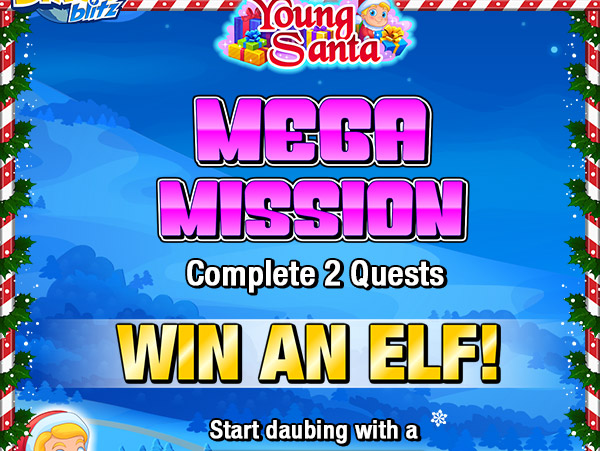 blitz
Young
Santa
MEGA
MISSION
Complete 2 Quests
WIN AN ELF!
Start daubing with a